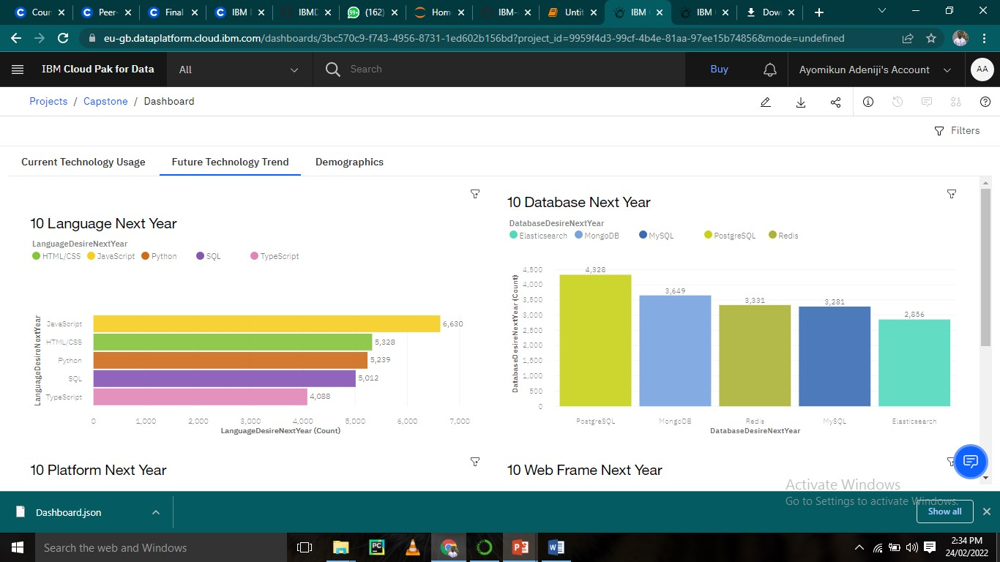 Cour
Peer-
Final
IBM
IBMD
(162)
Hom
IBM-
Untit
IBM
IBM
Dow
eu-gb.dataplatform.cloud.ibm.com/dashboards/3bc570c9-f743-4956-8731-1ed602b156bd?project_id=9959f4d3-99cf-4b4e-81aa-97ee15b74856&mode=undefined
IBM Cloud Pak for Data
All
Search
Buy
Ayomikun Adeniji's Account
AA
Projects / Capstone / Dashboard
Filters
Current Technology Usage
Future Technology Trend
Demographics
10 Language Next Year
LanguageDesireNextYear
HTML/CSS JavaScript Python SQL TypeScript
LanguageDesireNextYear
JavaScript 6,630
HTML/CSS 5,328
Python 5,239
SQL 5,012
TypeScript 4,088
0 1,000 2,000 3,000 4,000 5,000 6,000 7,000
LanguageDesireNextYear (Count)
10 Database Next Year
DatabaseDesireNextYear
Elasticsearch MongoDB MySQL PostgreSQL Redis
DatabaseDesireNextYear (Count)
4,500
4,000
3,500
3,000
2,500
2,000
1,500
1,000
500
0
4,328
3,649
3,331
3,281
2,856
PostgreSQL MongoDB Redis MySQL Elasticsearch
DatabaseDesireNextYear
10 Platform Next Year
10 Web Frame Next Year
Activate Windows
Go to Settings to activate Windows.
Dashboard.json
Show all
Search the web and Windows
2:34 PM
24/02/2022